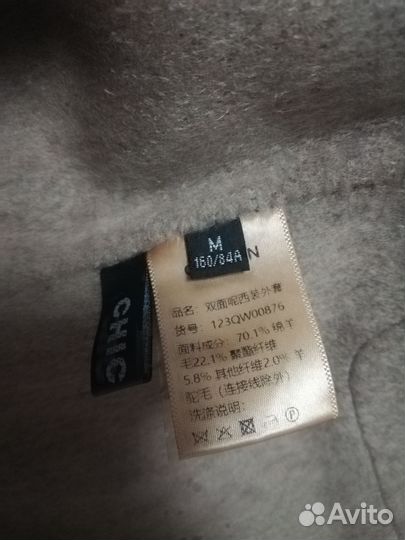 M
160/84A
N
CHIC
品名: 双面呢西装外套
货号: 123QW00876
面料成分: 70.1% 绵羊
毛22.1% 聚酯纤维
5.8% 其他纤维2.0% 羊
驼毛 (连接线除外)
洗涤说明:
P
Avito